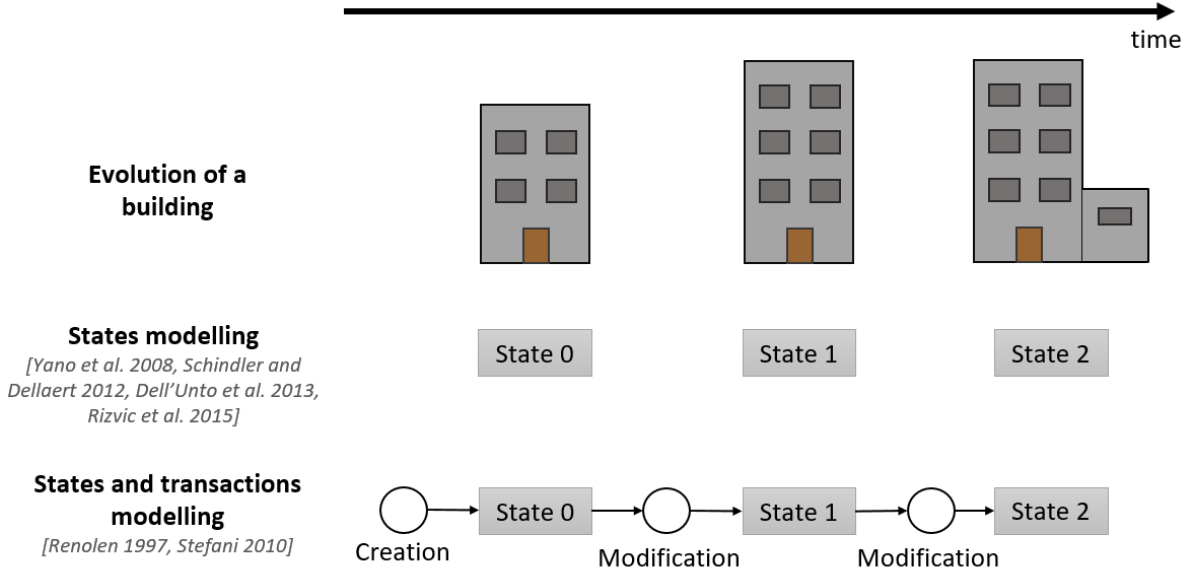 time
Evolution of a
building
States modelling
[Yano et al. 2008, Schindler and
Dellaert 2012, Dell’Unto et al. 2013,
Rizvic et al. 2015]
State 0
State 1
State 2
States and transactions
modelling
[Renolen 1997, Stefani 2010]
Creation
State 0
Modification
State 1
Modification
State 2